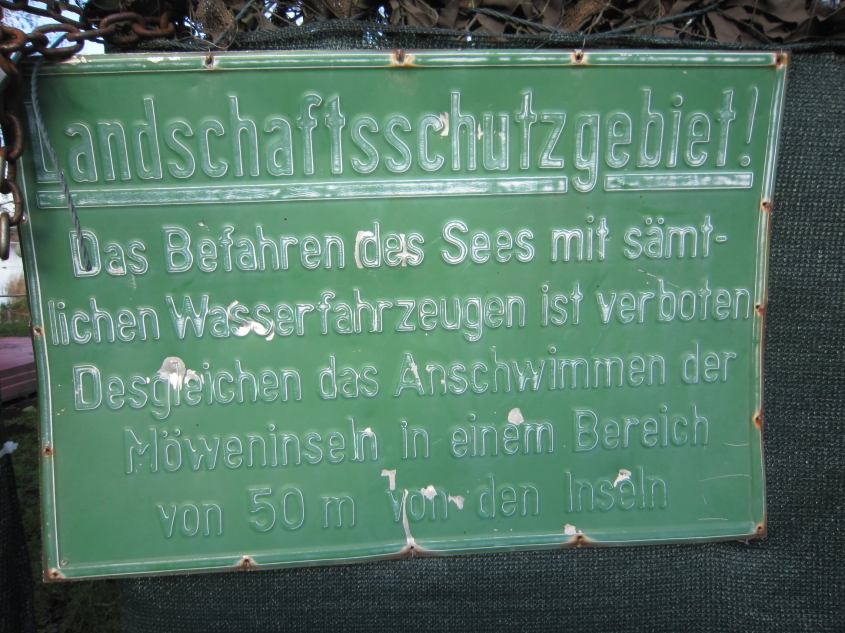 Landschaftsschutzgebiet!
Das Befahren des Sees mit sämt-
lichen Wasserfahrzeugen ist verboten
Desgleichen das Anschwimmen der
Möweninseln in einem Bereich
von 50 m von den Inseln